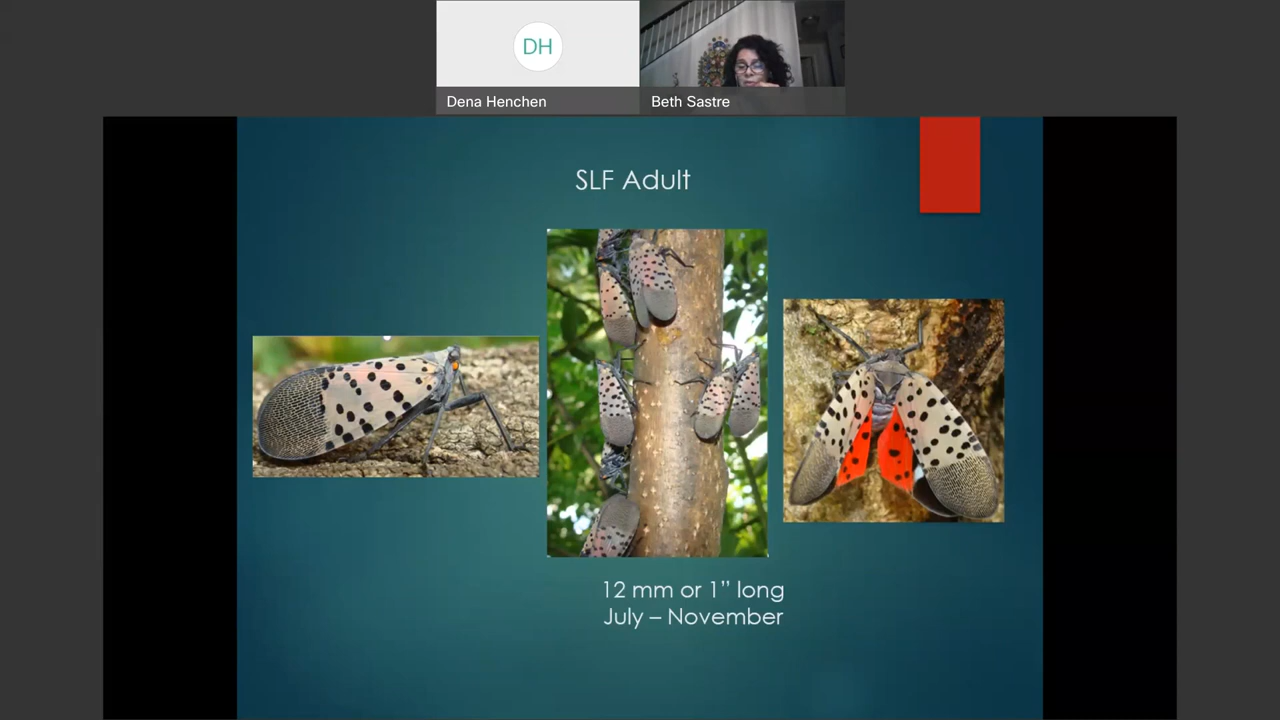 DH
Dena Henchen
Beth Sastre
SLF Adult
12 mm or 1” long
July – November